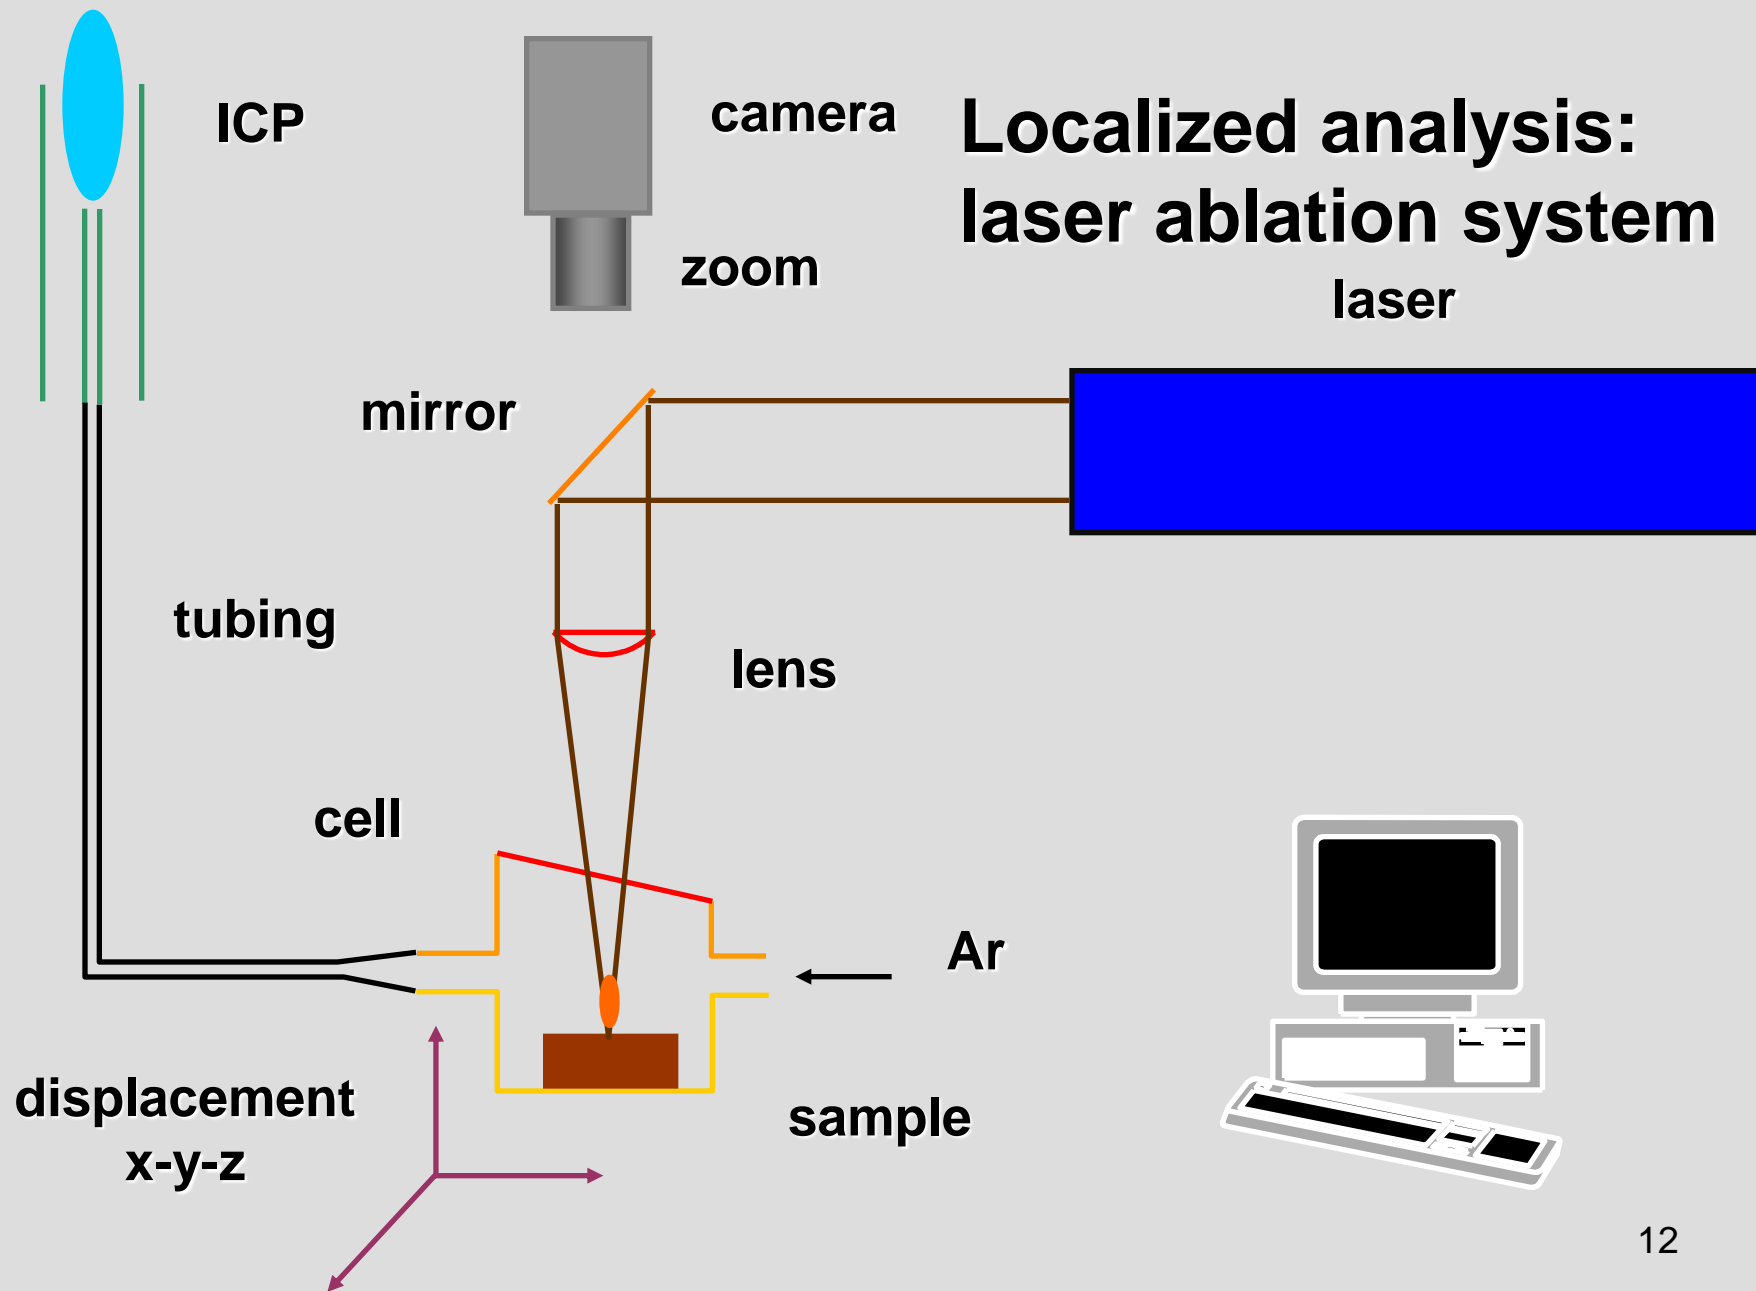 Localized analysis:
laser ablation system
ICP
camera
zoom
laser
mirror
tubing
lens
cell
Ar
displacement
x-y-z
sample
12